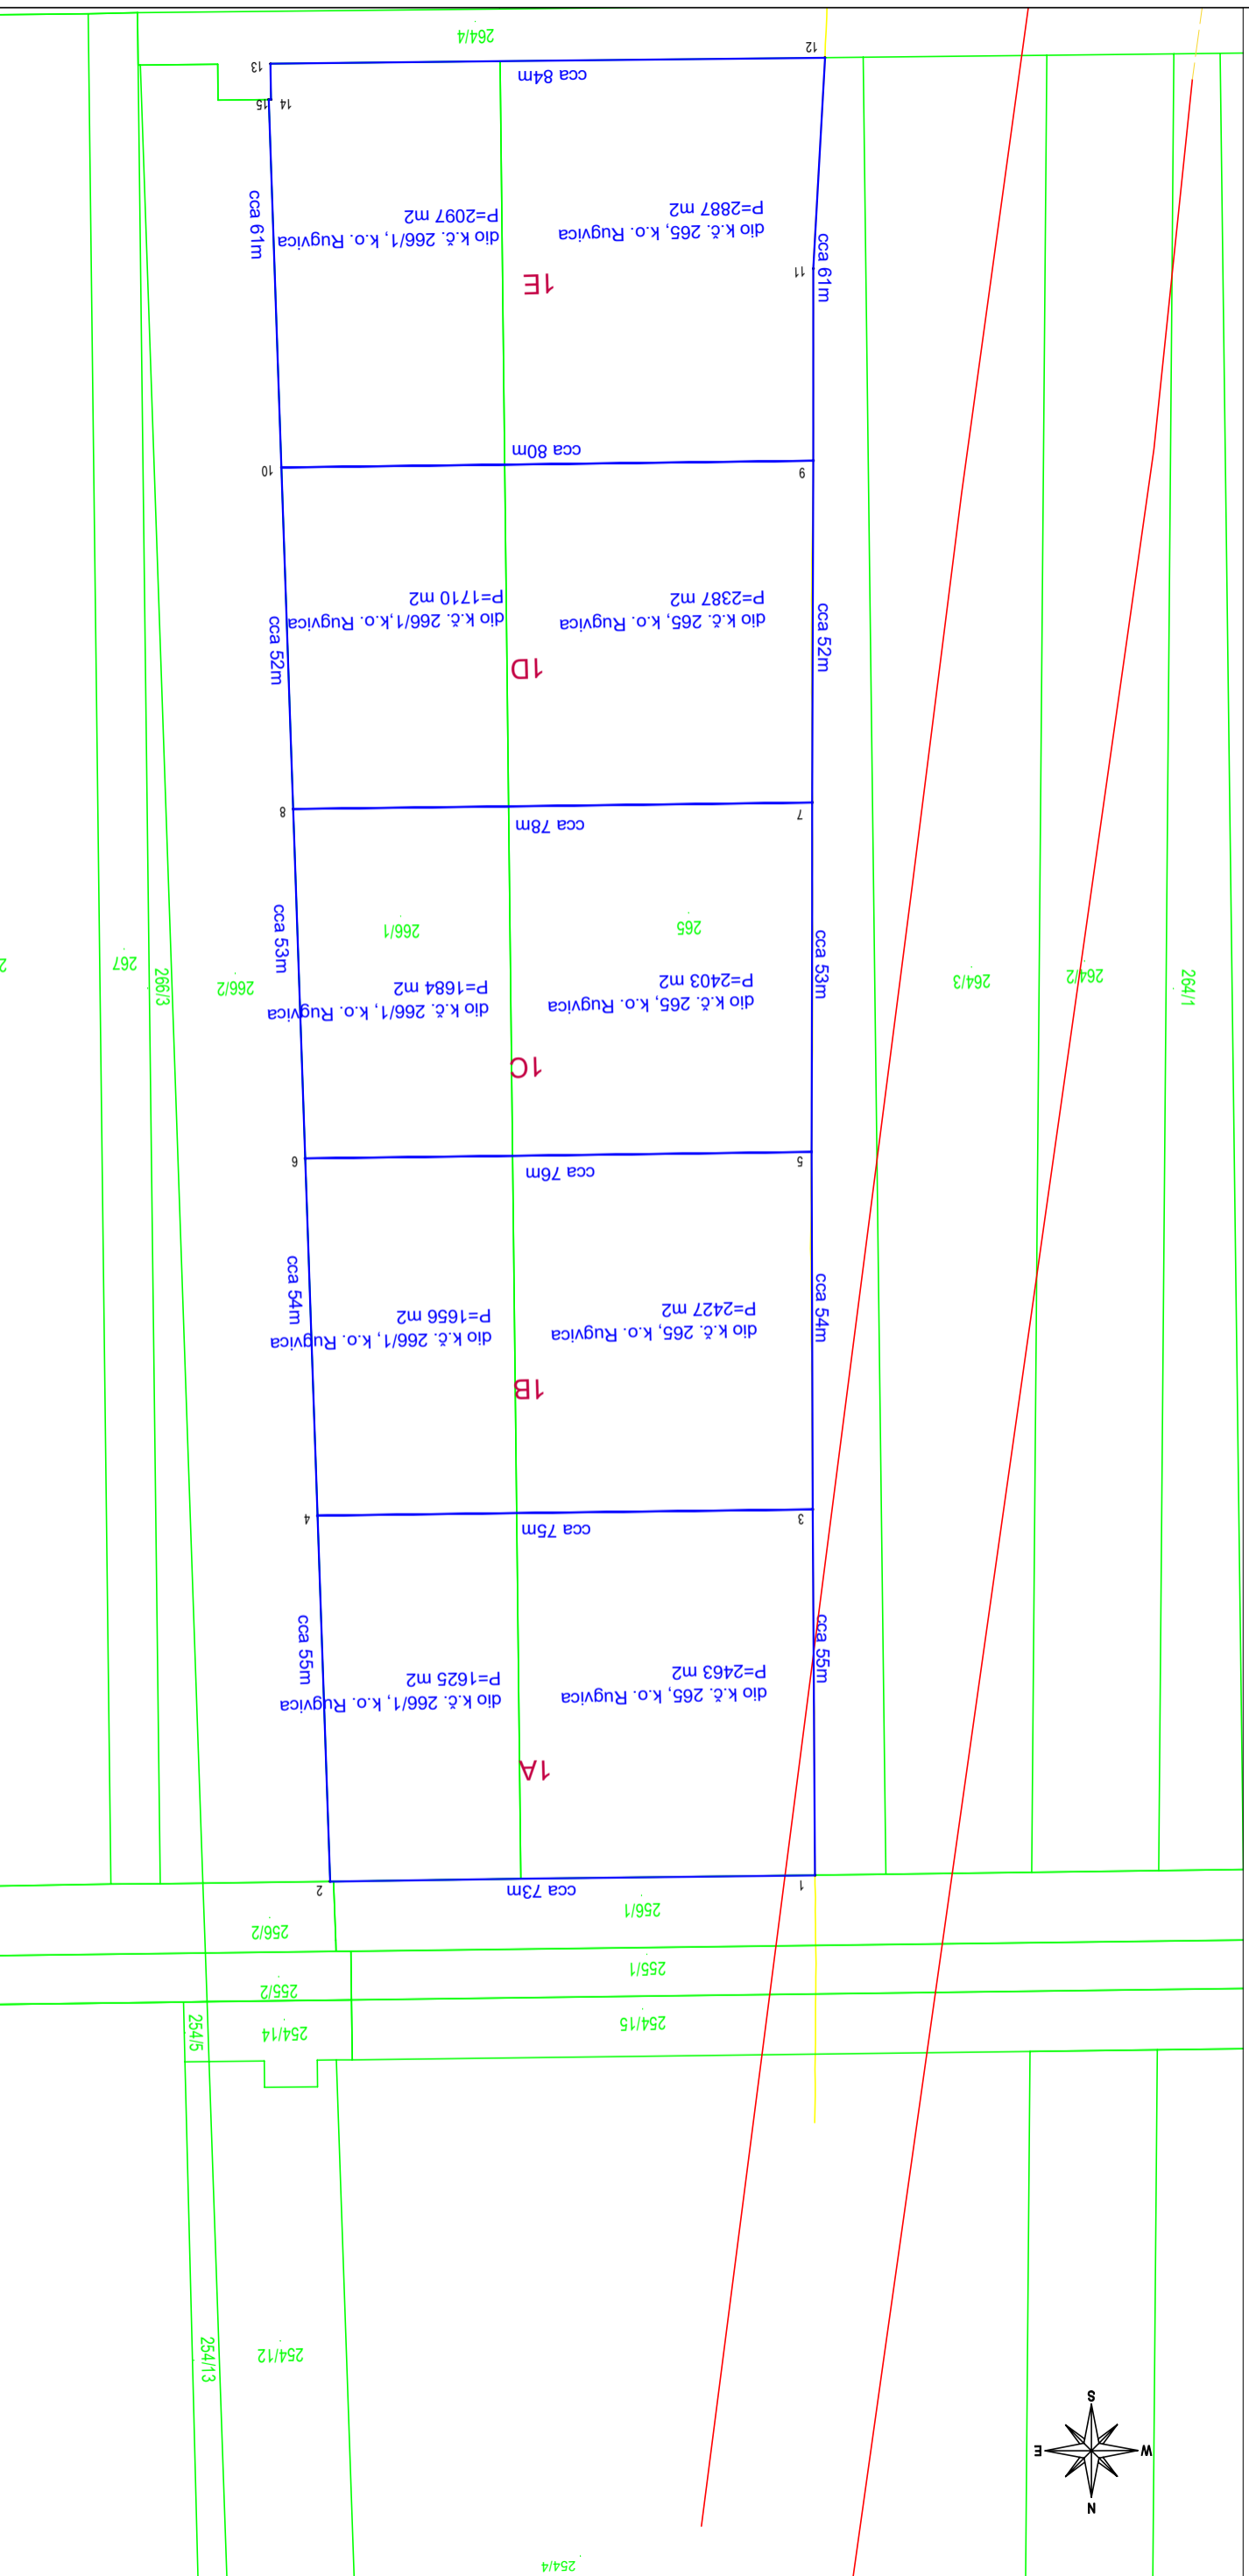 254/4
N
W
E
S
254/12
254/13
254/15
254/14
254/5
255/1
255/2
256/1
256/2
1
cca 73m
2
1A
dio k.č. 265, k.o. Rugvica
P=2463 m2
dio k.č. 266/1, k.o. Rugvica
P=1625 m2
cca 55m
cca 55m
3
cca 75m
4
1B
dio k.č. 265, k.o. Rugvica
P=2427 m2
dio k.č. 266/1, k.o. Rugvica
P=1656 m2
cca 54m
cca 54m
5
cca 76m
6
1C
dio k.č. 265, k.o. Rugvica
P=2403 m2
dio k.č. 266/1, k.o. Rugvica
P=1684 m2
cca 53m
cca 53m
264/1
264/2
264/3
265
266/1
266/2
266/3
267
7
cca 78m
8
1D
dio k.č. 265, k.o. Rugvica
P=2387 m2
dio k.č. 266/1,k.o. Rugvica
P=1710 m2
cca 52m
cca 52m
9
cca 80m
10
1E
dio k.č. 265, k.o. Rugvica
P=2887 m2
dio k.č. 266/1, k.o. Rugvica
P=2097 m2
11
cca 61m
cca 61m
14
15
cca 84m
12
13
264/4